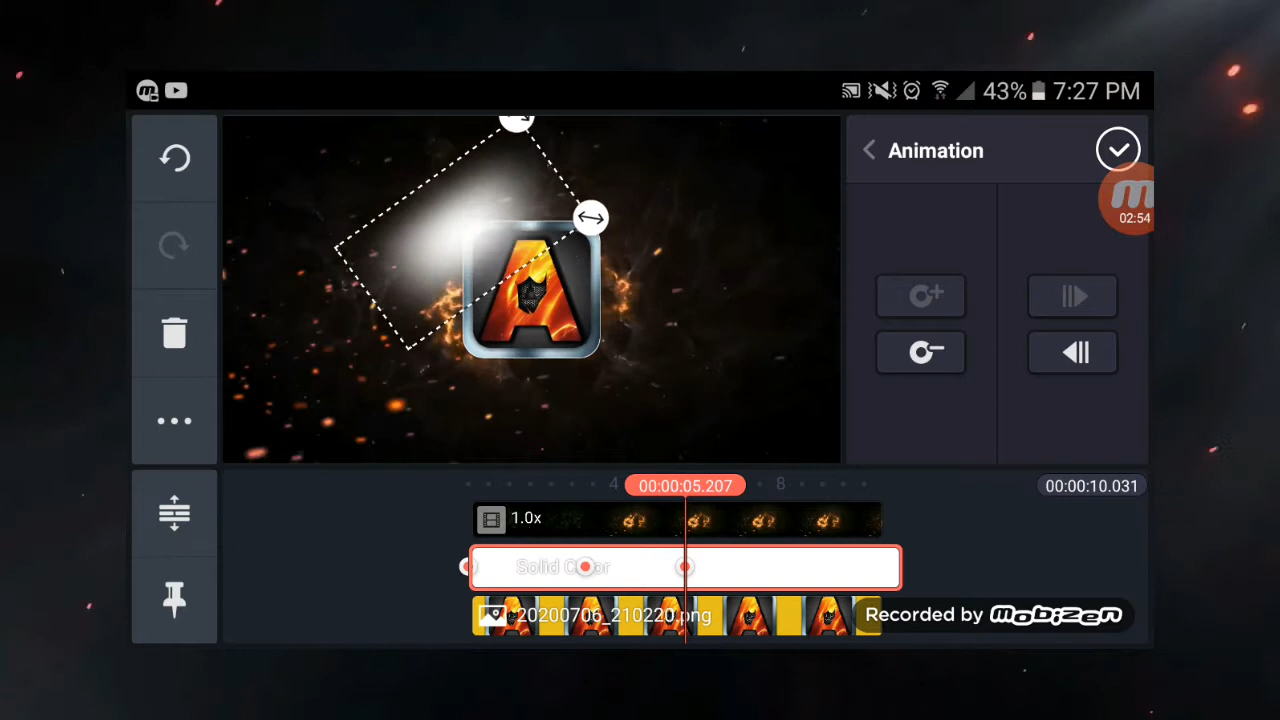 43% 7:27 PM
Animation
02:54
A
4
00:00:05.207
8
00:00:10.031
1.0x
Solid Color
20200706_210220.png
Recorded by mobizen